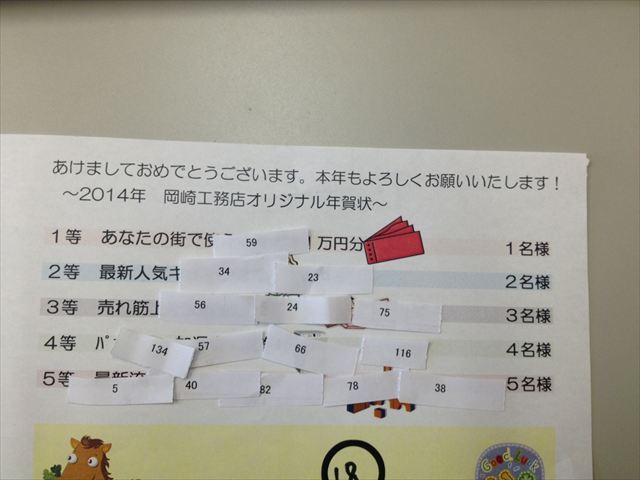 あけましておめでとうございます。本年もよろしくお願いいたします！
～2014年　岡崎工務店オリジナル年賀状～
1等　あなたの街で使 59 万円分 1名様
2等　最新人気 34 23 2名様
3等　売れ筋 56 24 75 3名様
4等 134 57 66 116 4名様
5等 5 40 82 78 38 5名様
18
Good Luck